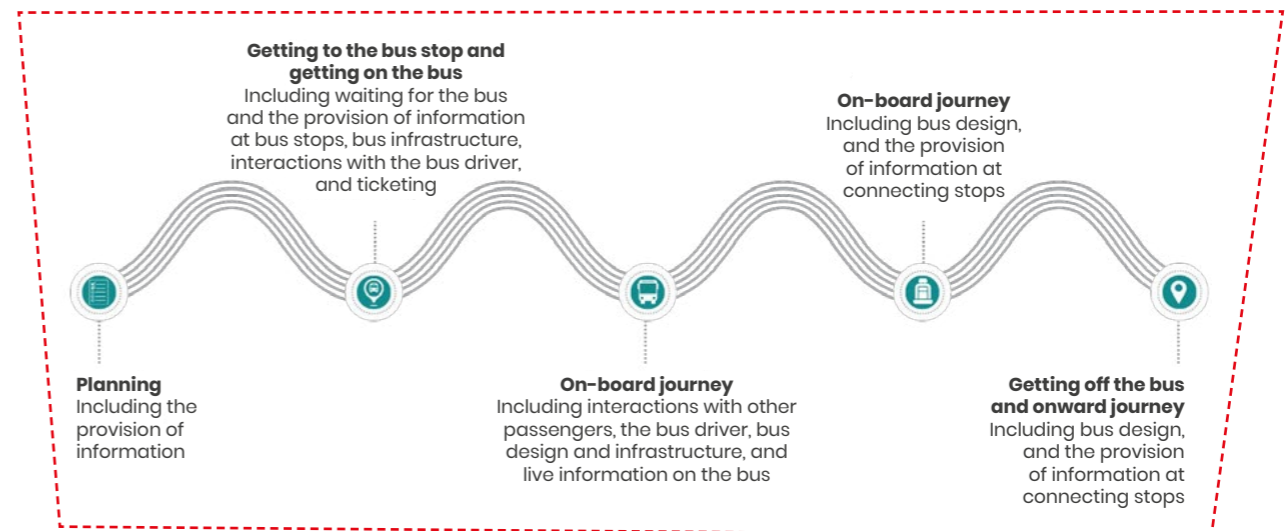 Getting to the bus stop and
getting on the bus
Including waiting for the bus
and the provision of information
at bus stops, bus infrastructure,
interactions with the bus driver,
and ticketing
On-board journey
Including bus design,
and the provision
of information at
connecting stops
Planning
Including the
provision of
information
On-board journey
Including interactions with other
passengers, the bus driver, bus
design and infrastructure, and
live information on the bus
Getting off the bus
and onward journey
Including bus design,
and the provision
of information at
connecting stops